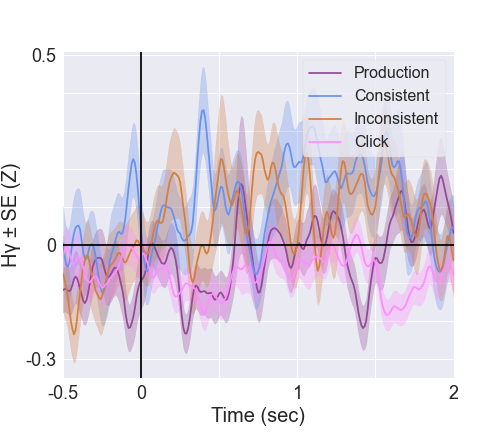 0.5
Production
Consistent
Inconsistent
Click
Hγ ± SE (Z)
0
-0.3
-0.5
0
1
2
Time (sec)